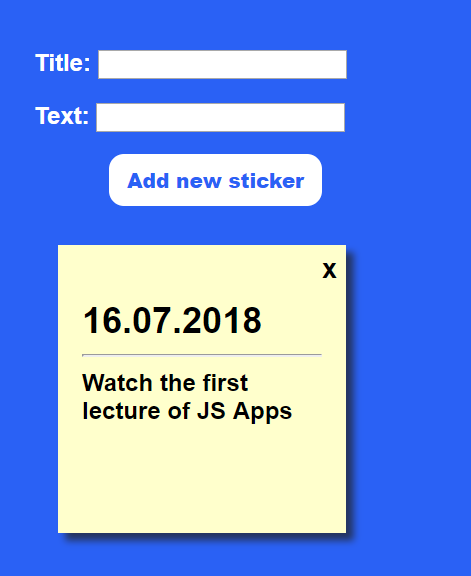 Title:
Text:
Add new sticker
x
16.07.2018
Watch the first
lecture of JS Apps